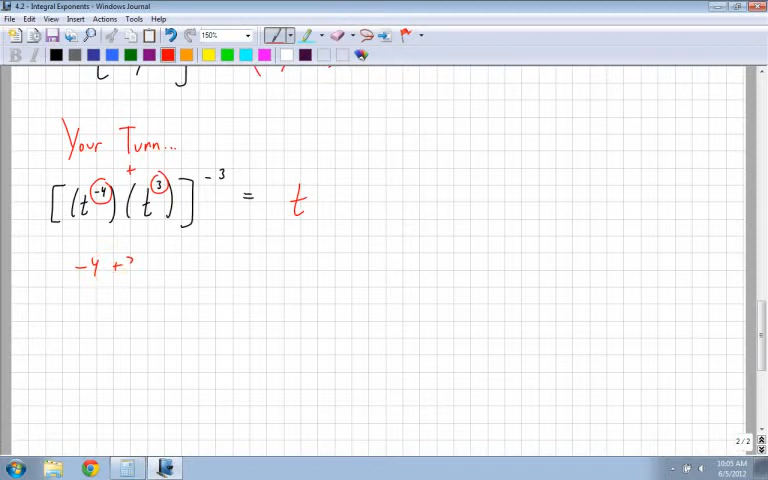 4.2 - Integral Exponents - Windows Journal
File Edit View Insert Actions Tools Help
150%
B I
Your Turn...
+
[(t^-4)(t^3)]^-3 = t
-4 +
2 / 2
10:05 AM
6/5/2012